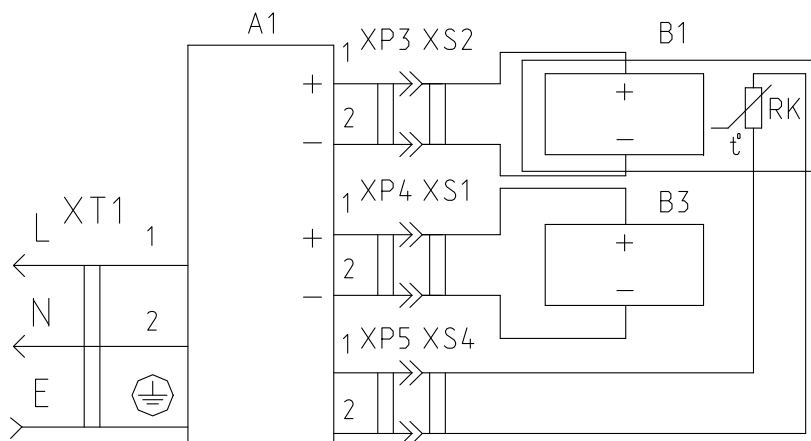 A1
1 XP3 XS2
B1
+
+
2
RK
t°
−
−
1 XP4 XS1
B3
XT1
L
1
+
+
2
−
−
N
2
1 XP5 XS4
E
2